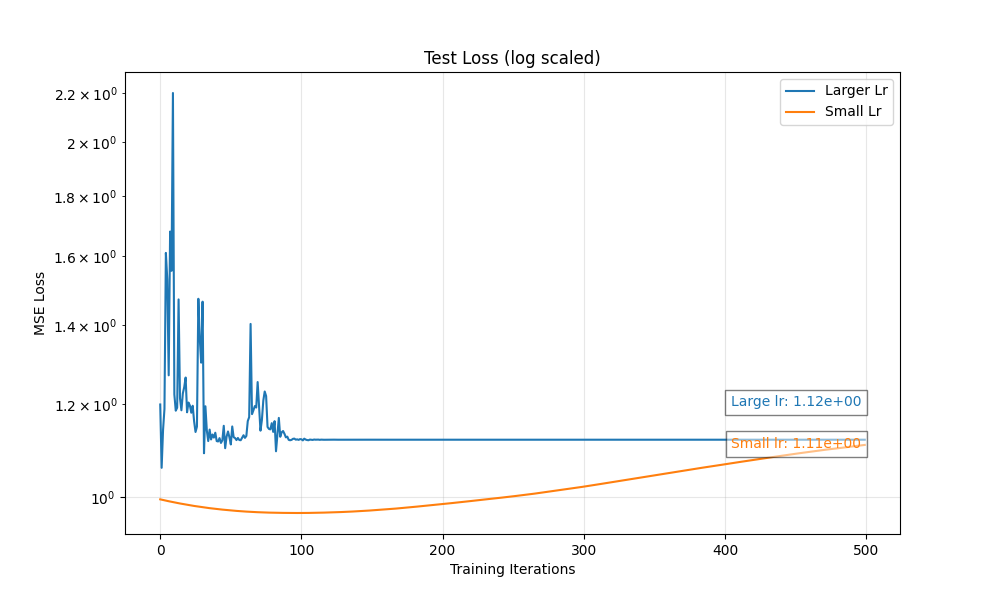 Test Loss (log scaled)
2.2 × 10⁰
2 × 10⁰
1.8 × 10⁰
1.6 × 10⁰
1.4 × 10⁰
1.2 × 10⁰
10⁰
MSE Loss
Larger Lr
Small Lr
Large lr: 1.12e+00
Small lr: 1.11e+00
0 100 200 300 400 500
Training Iterations